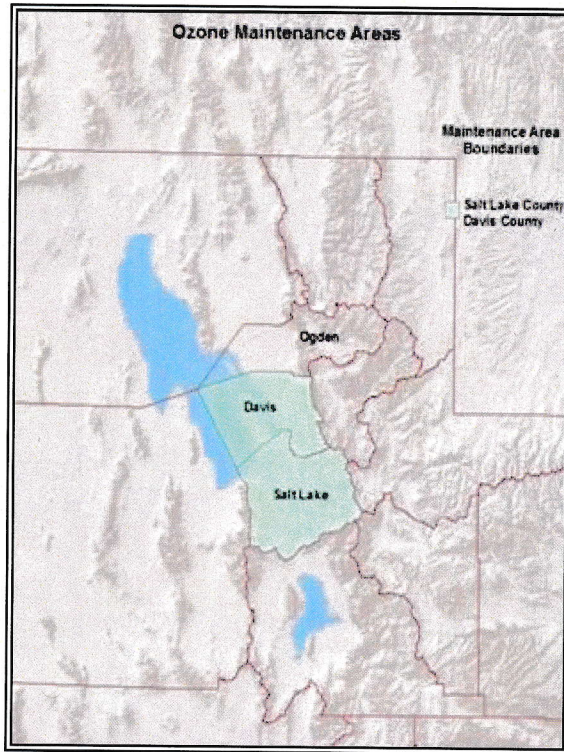 Ozone Maintenance Areas
Maintenance Area
Boundaries
Salt Lake County
Davis County
Ogden
Davis
Salt Lake